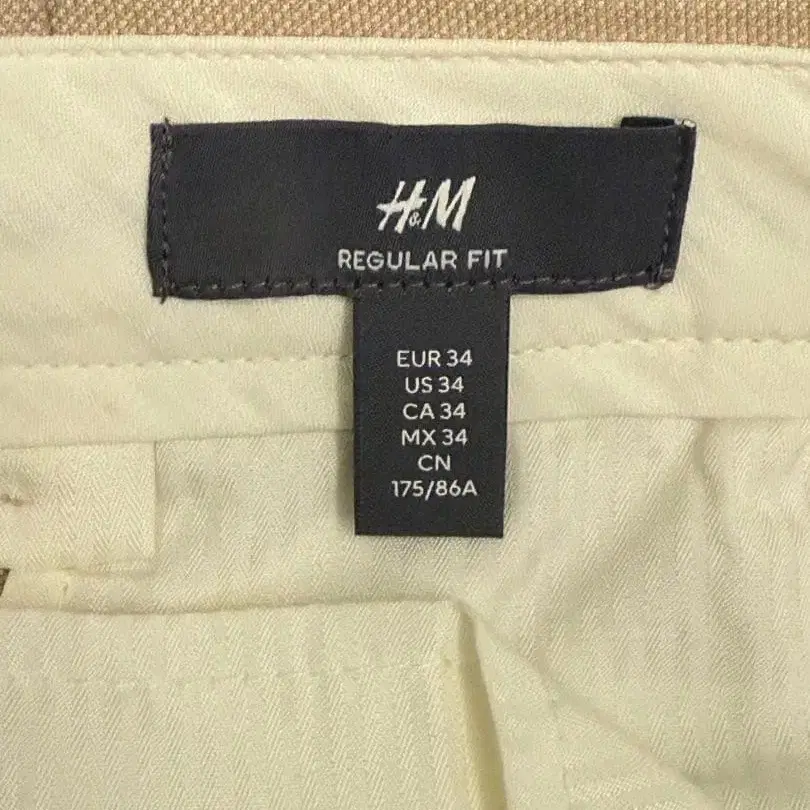 H&M
REGULAR FIT
EUR 34
US 34
CA 34
MX 34
CN
175/86A